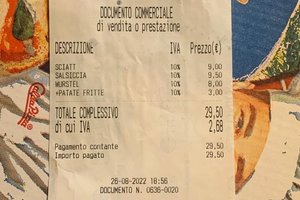 DOCUMENTO COMMERCIALE
di vendita o prestazione
DESCRIZIONE IVA Prezzo(€)
SCIATT 10% 9,00
SALSICCIA 10% 9,50
WURSTEL 10% 8,00
+PATATE FRITTE 10% 3,00
TOTALE COMPLESSIVO 29,50
di cui IVA 2,68
Pagamento contante 29,50
Importo pagato 29,50
26-08-2022 18:56
DOCUMENTO N. 0636-0020